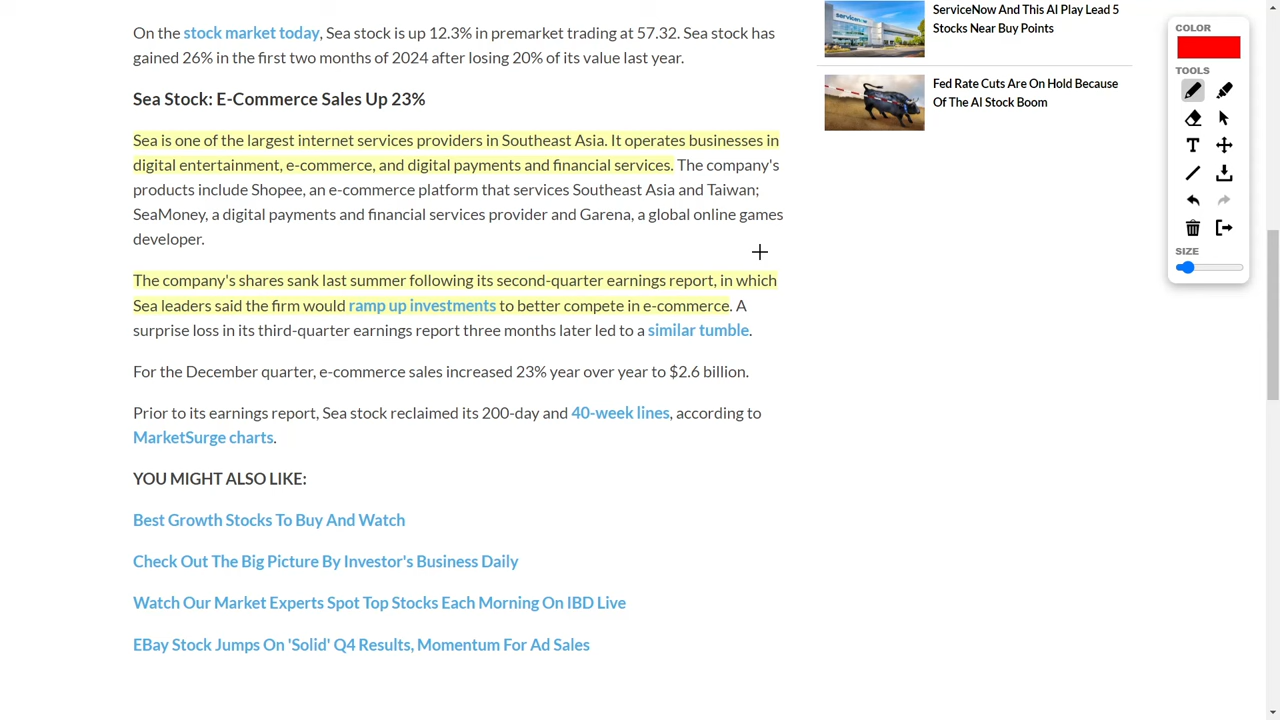 On the stock market today, Sea stock is up 12.3% in premarket trading at 57.32. Sea stock has
gained 26% in the first two months of 2024 after losing 20% of its value last year.
Sea Stock: E-Commerce Sales Up 23%
Sea is one of the largest internet services providers in Southeast Asia. It operates businesses in
digital entertainment, e-commerce, and digital payments and financial services. The company's
products include Shopee, an e-commerce platform that services Southeast Asia and Taiwan;
SeaMoney, a digital payments and financial services provider and Garena, a global online games
developer.
The company's shares sank last summer following its second-quarter earnings report, in which
Sea leaders said the firm would ramp up investments to better compete in e-commerce. A
surprise loss in its third-quarter earnings report three months later led to a similar tumble.
For the December quarter, e-commerce sales increased 23% year over year to $2.6 billion.
Prior to its earnings report, Sea stock reclaimed its 200-day and 40-week lines, according to
MarketSurge charts.
YOU MIGHT ALSO LIKE:
Best Growth Stocks To Buy And Watch
Check Out The Big Picture By Investor's Business Daily
Watch Our Market Experts Spot Top Stocks Each Morning On IBD Live
EBay Stock Jumps On 'Solid' Q4 Results, Momentum For Ad Sales
servicenow
ServiceNow And This AI Play Lead 5
Stocks Near Buy Points
Fed Rate Cuts Are On Hold Because
Of The AI Stock Boom
COLOR
TOOLS
T
SIZE